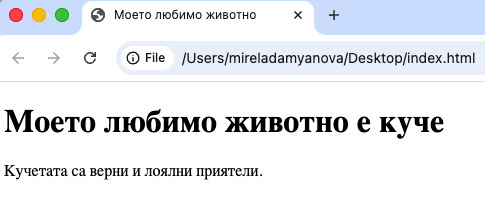 Моето любимо животно
File
/Users/mireladamyanova/Desktop/index.html
Моето любимо животно е куче
Кучетата са верни и лоялни приятели.